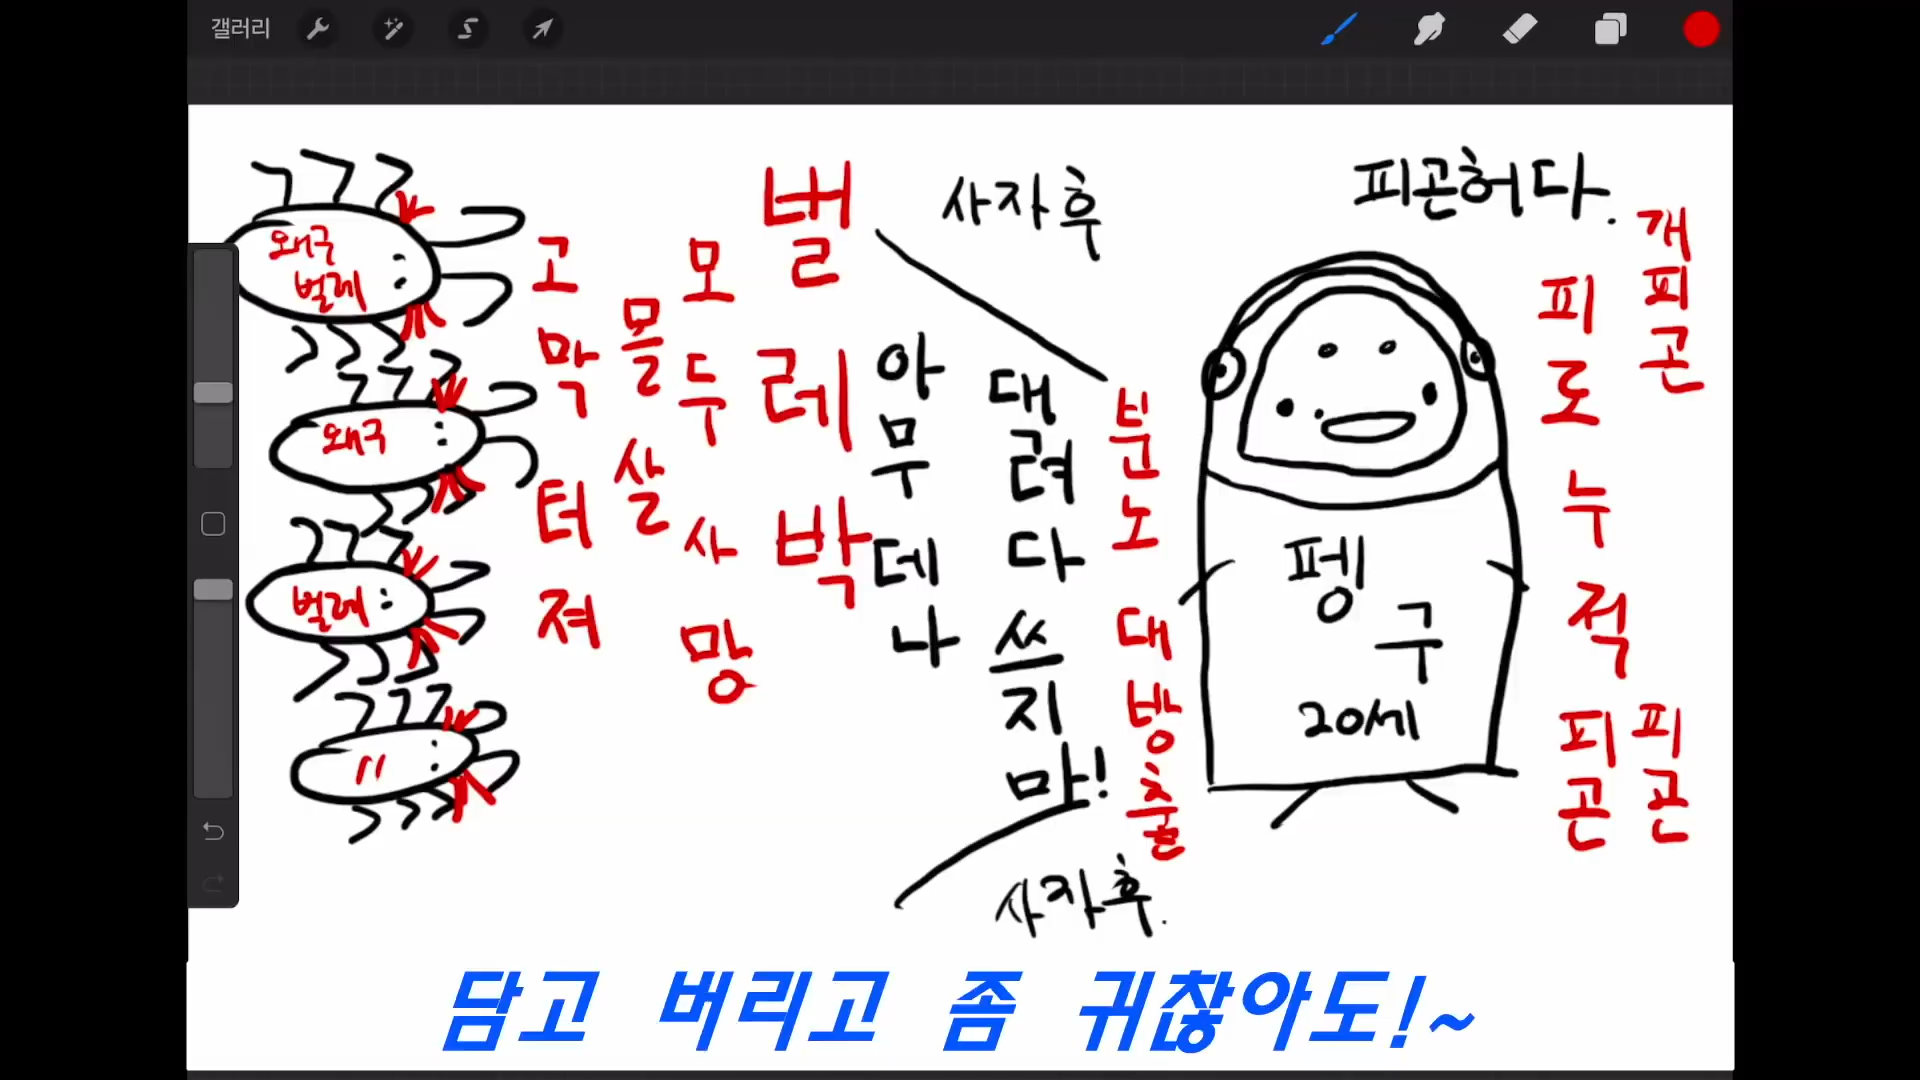 갤러리
왜구
벌레
왜구
벌레
고막터져
몰살
모두사망
벌레박
사자후
아무데나
댈려다쓰지마!
분노대방출
사자후.
피곤허다.
펭구
20세
피로누적
개피곤
피곤
피곤
담고 버리고 좀 귀찮아도!~